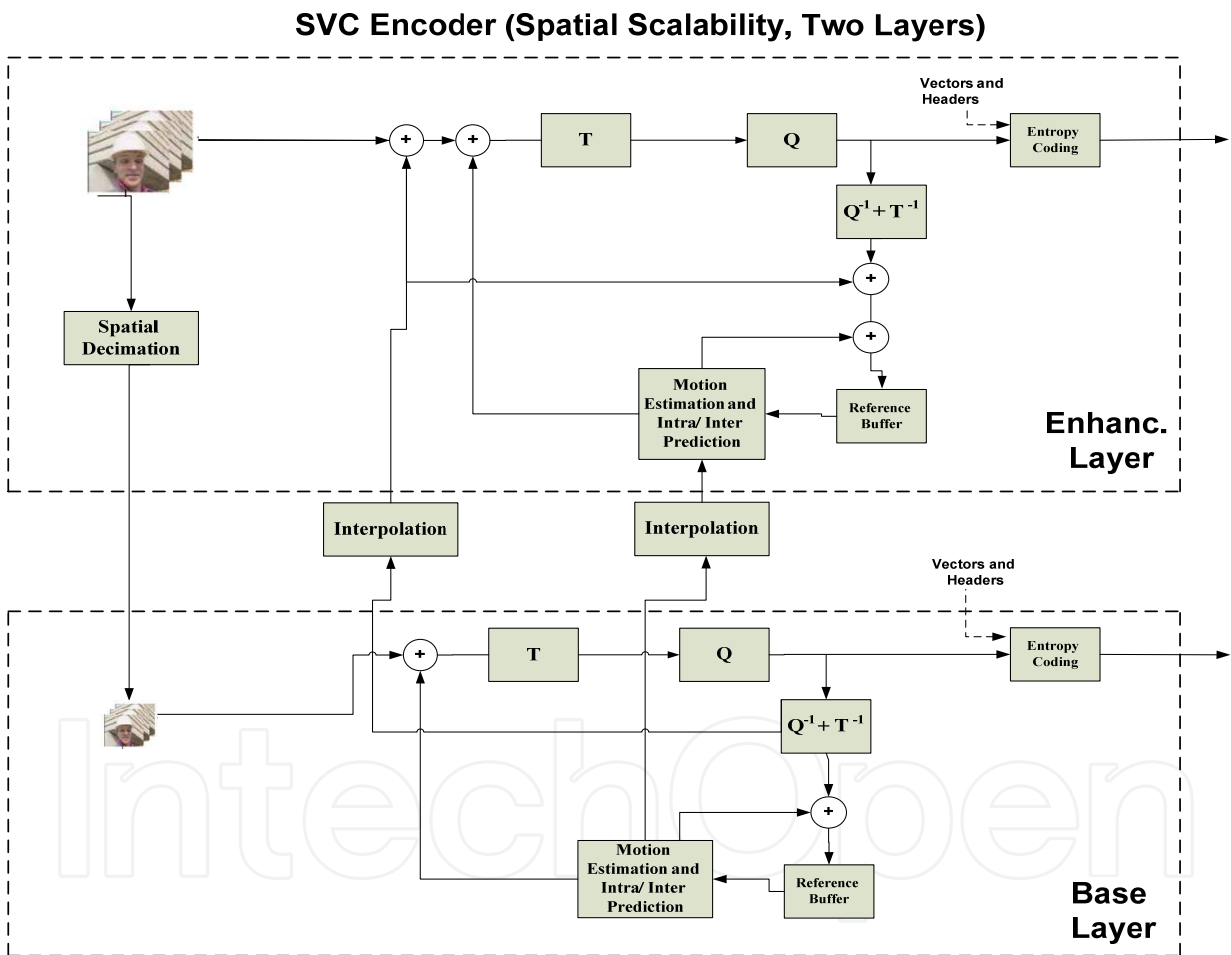 SVC Encoder (Spatial Scalability, Two Layers)
Vectors and
Headers
+
+
T
Q
Entropy
Coding
Q⁻¹ + T⁻¹
+
Spatial
Decimation
+
Motion
Estimation and
Intra/ Inter
Prediction
Reference
Buffer
Enhanc.
Layer
Interpolation
Interpolation
Vectors and
Headers
+
T
Q
Entropy
Coding
Q⁻¹ + T⁻¹
+
Motion
Estimation and
Intra/ Inter
Prediction
Reference
Buffer
Base
Layer
IntechOpen